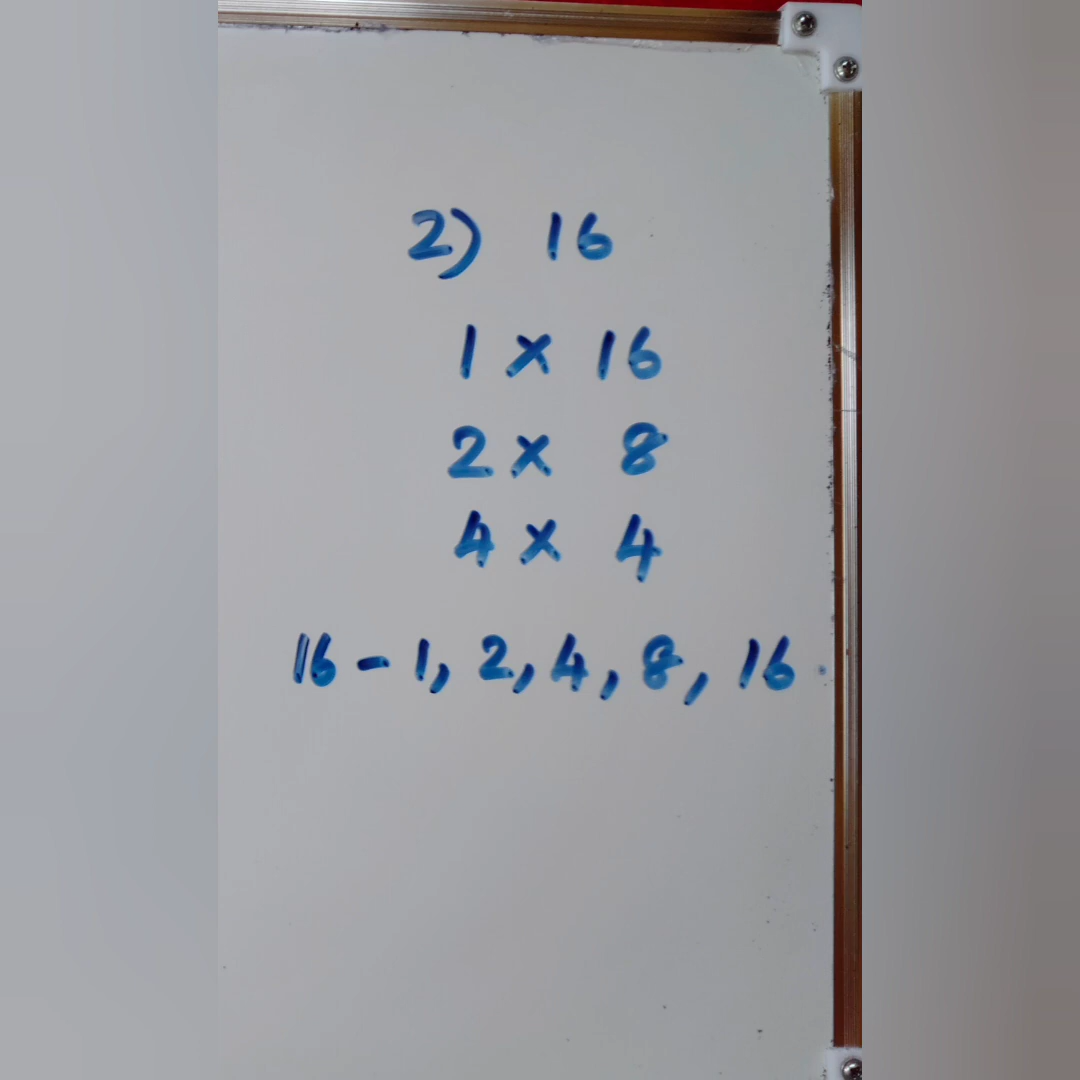 2) 16
1 × 16
2 × 8
4 × 4
16 - 1, 2, 4, 8, 16.